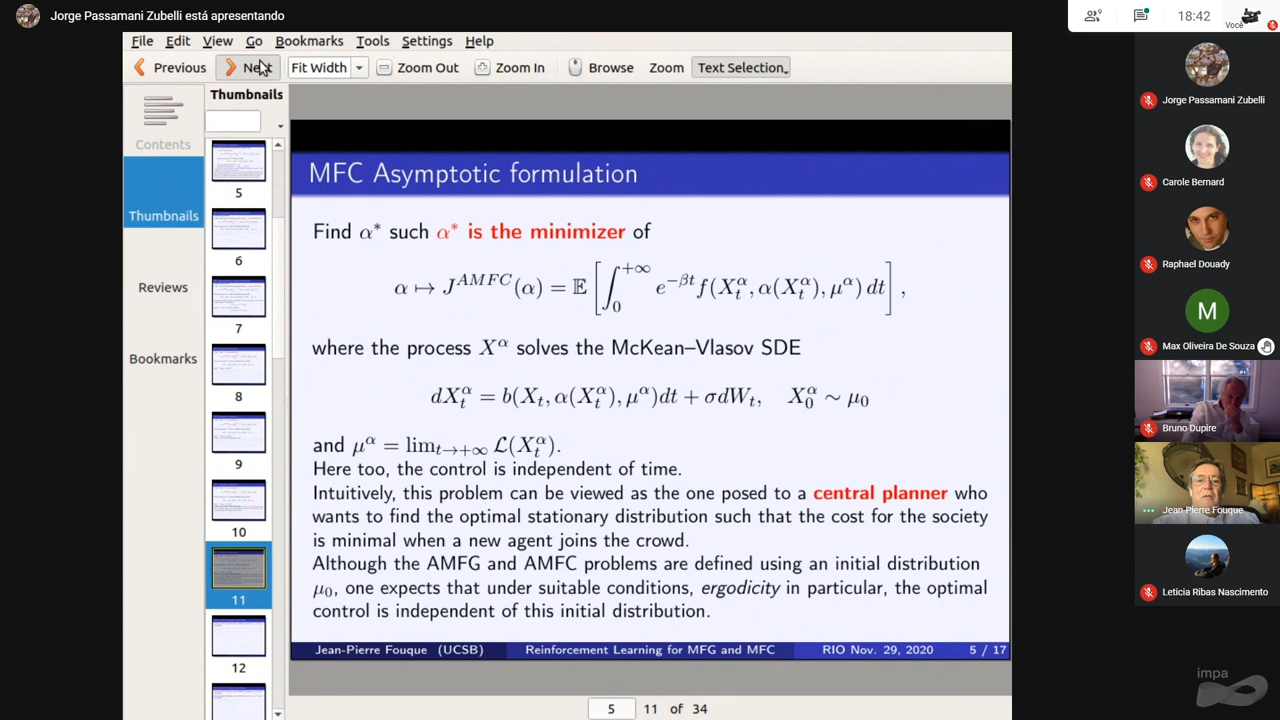 Jorge Passamani Zubelli está apresentando
9
18:42
Você
File Edit View Go Bookmarks Tools Settings Help
Previous Next Fit Width Zoom Out Zoom In Browse Zoom Text Selection
Contents
Thumbnails
Reviews
Bookmarks
Thumbnails
5
6
7
8
9
10
11
12
MFC Asymptotic formulation
Find α* such α* is the minimizer of
α ↦ J^{AMFC}(α) = 𝔼 [ ∫_0^{+∞} e^{−βt} f(X_t^α, α(X_t^α), μ^α) dt ] ,
where the process X^α solves the McKean–Vlasov SDE
dX_t^α = b(X_t, α(X_t^α), μ^α)dt + σdW_t, X_0^α ∼ μ_0
and μ^α = lim_{t→+∞} ℒ(X_t^α).
Here too, the control is independent of time.
Intuitively, this problem can be viewed as the one posed to a central planner who
wants to find the optimal stationary distribution such that the cost for the society
is minimal when a new agent joins the crowd.
Although the AMFG and AMFC problems are defined using an initial distribution
μ_0, one expects that under suitable conditions, ergodicity in particular, the optimal
control is independent of this initial distribution.
Jean-Pierre Fouque (UCSB) Reinforcement Learning for MFG and MFC RIO Nov. 29, 2020 5 / 17
5 11 of 34
Jorge Passamani Zubelli
Carole Bernard
Raphael Douady
M
Max Oliveira De Souza
Bruno Dupire
Jean-Pierre Fouque
Leticia Ribas Nascimento
impa